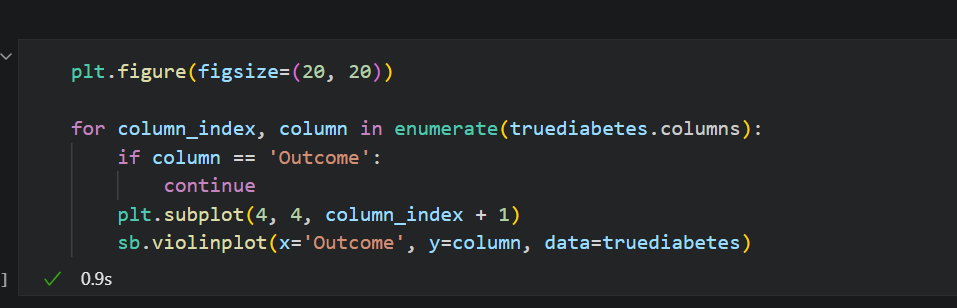 plt.figure(figsize=(20, 20))
for column_index, column in enumerate(truediabetes.columns):
if column == 'Outcome':
continue
plt.subplot(4, 4, column_index + 1)
sb.violinplot(x='Outcome', y=column, data=truediabetes)
] 0.9s